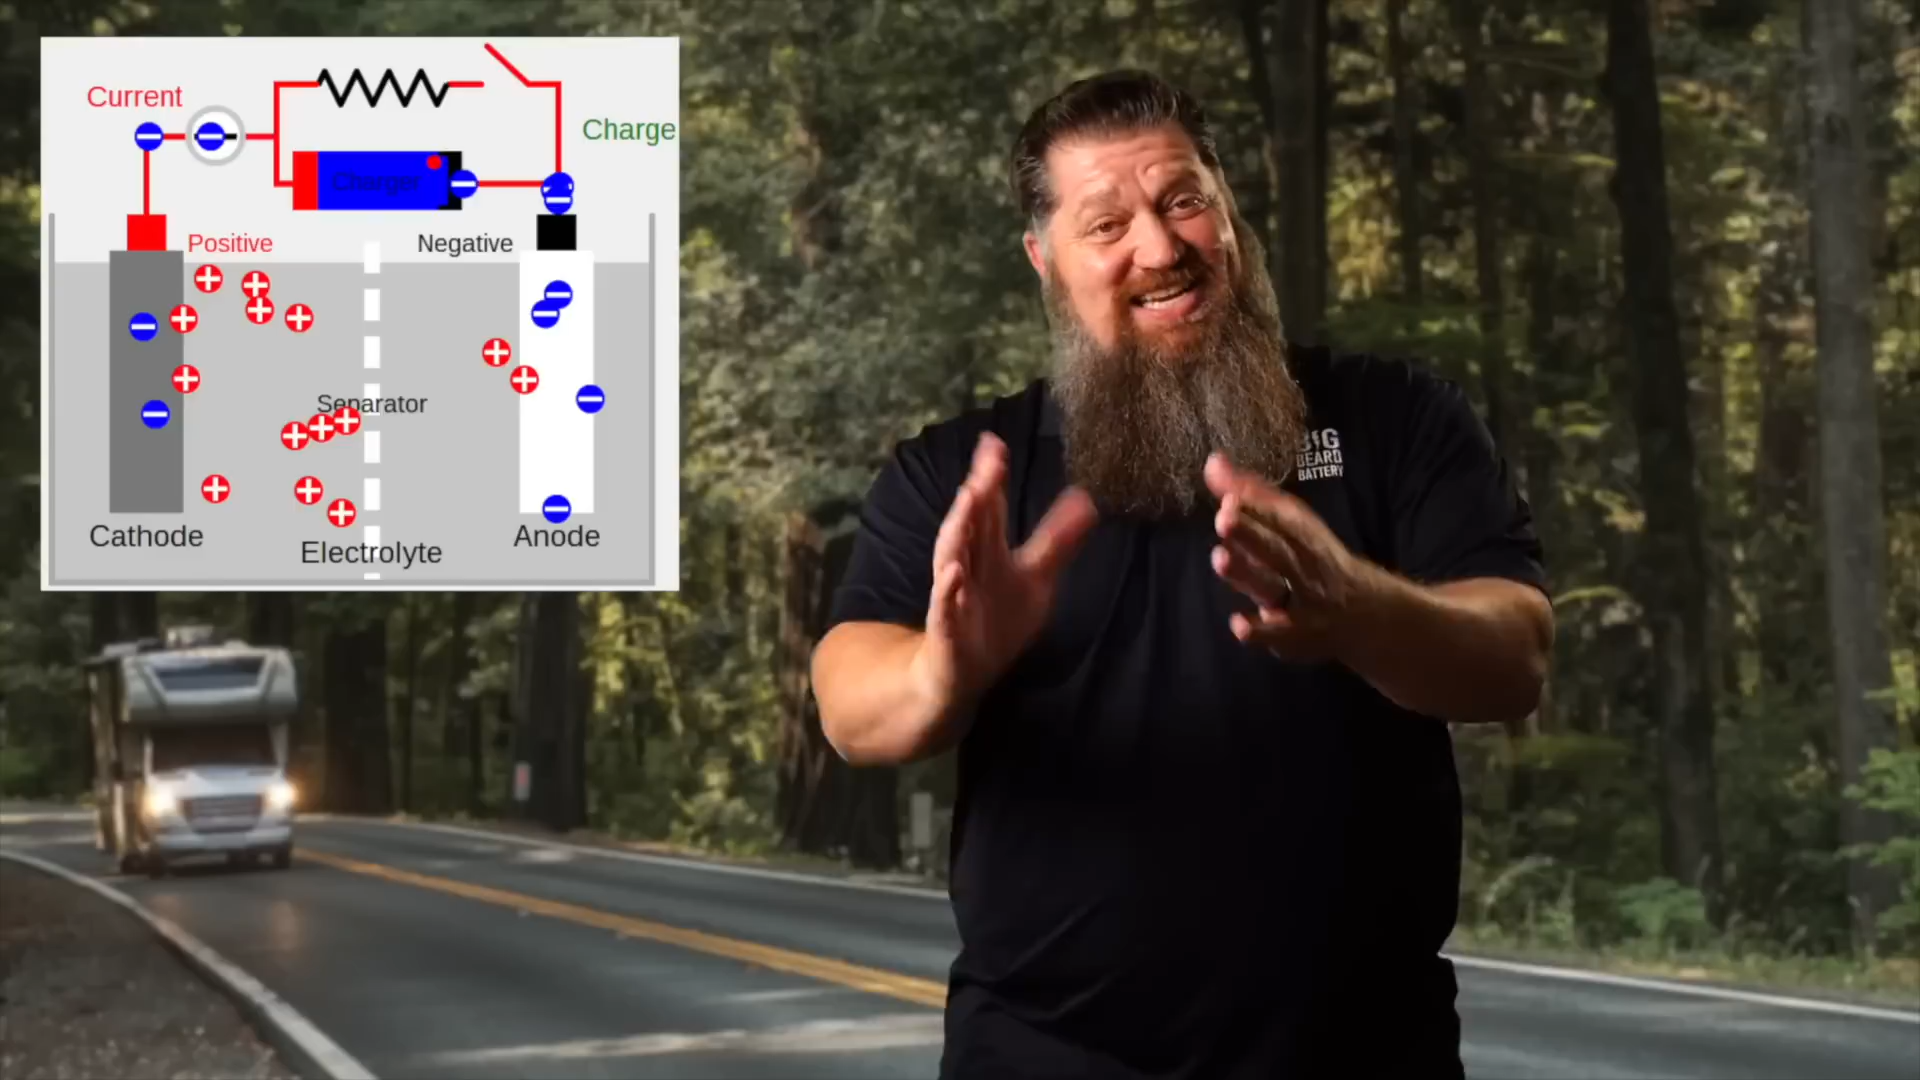 Current
Charge
Charger
Positive
Negative
Separator
Cathode
Electrolyte
Anode
BIG
BEARD
BATTERY